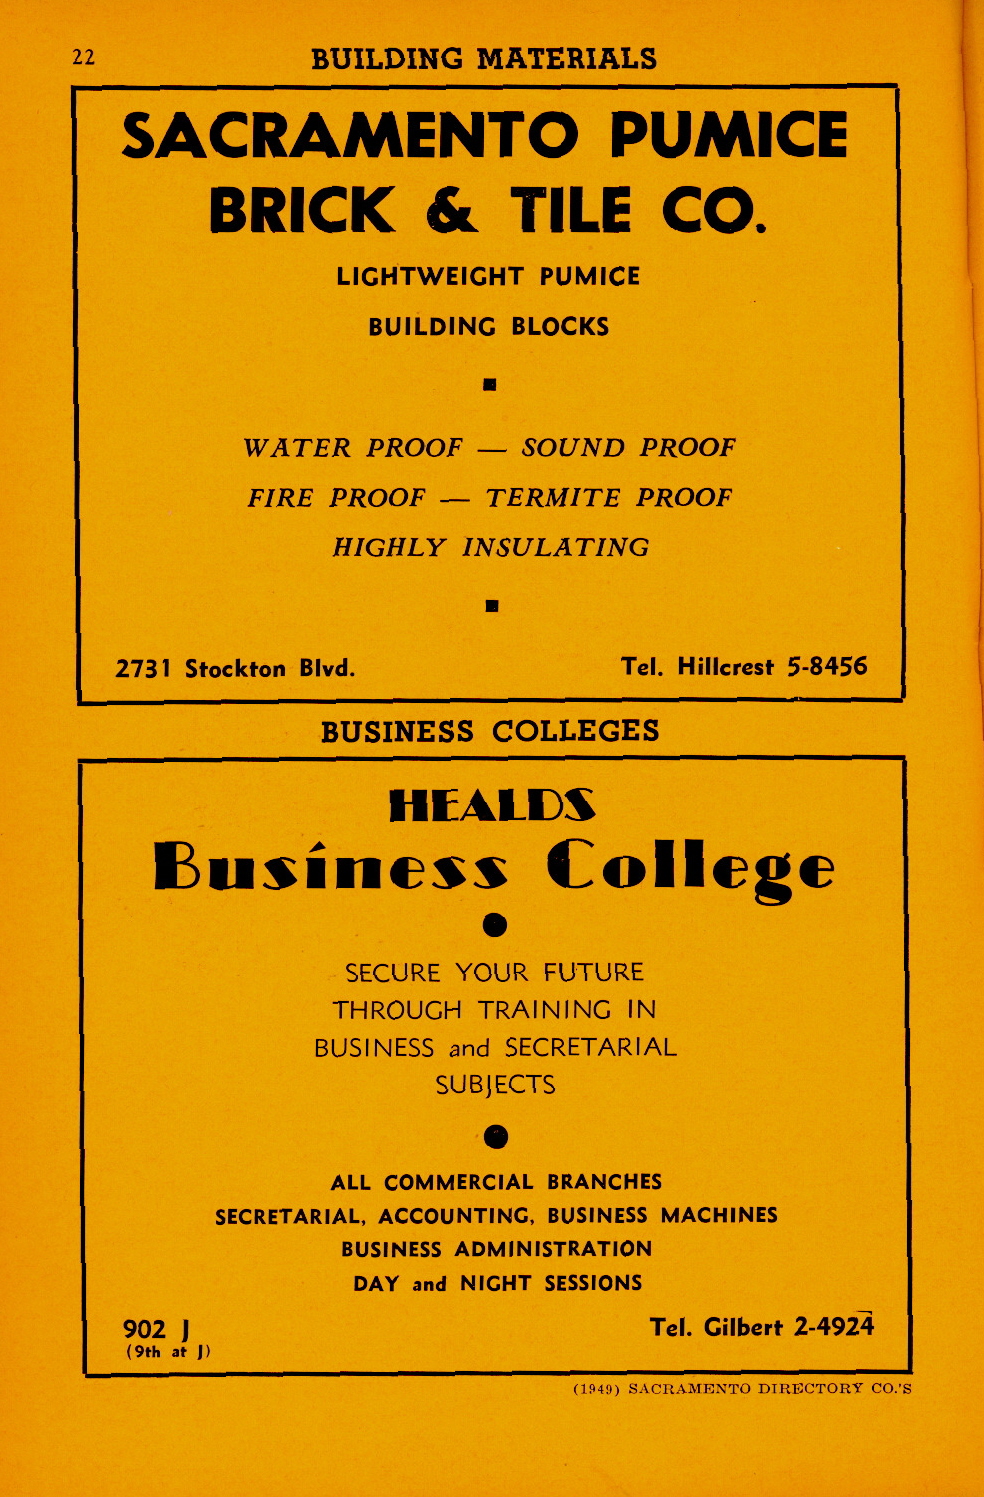 22
BUILDING MATERIALS
SACRAMENTO PUMICE
BRICK & TILE CO.
LIGHTWEIGHT PUMICE
BUILDING BLOCKS
WATER PROOF — SOUND PROOF
FIRE PROOF — TERMITE PROOF
HIGHLY INSULATING
2731 Stockton Blvd.
Tel. Hillcrest 5-8456
BUSINESS COLLEGES
HEALDS
Business College
SECURE YOUR FUTURE
THROUGH TRAINING IN
BUSINESS and SECRETARIAL
SUBJECTS
ALL COMMERCIAL BRANCHES
SECRETARIAL, ACCOUNTING, BUSINESS MACHINES
BUSINESS ADMINISTRATION
DAY and NIGHT SESSIONS
902 J
(9th at J)
Tel. Gilbert 2-4924
(1949) SACRAMENTO DIRECTORY CO.'S